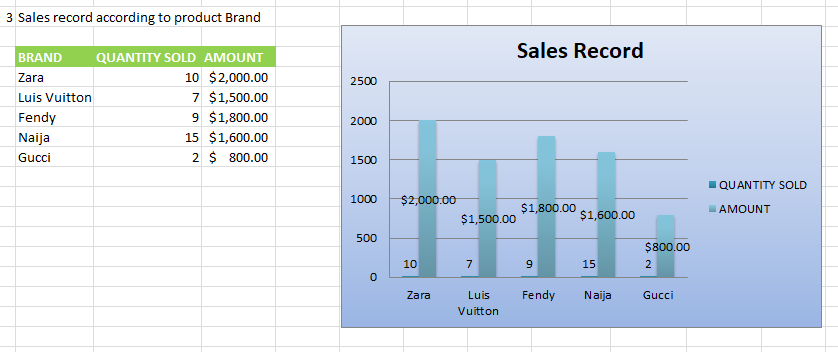 3 Sales record according to product Brand
BRAND QUANTITY SOLD AMOUNT
Zara 10 $2,000.00
Luis Vuitton 7 $1,500.00
Fendy 9 $1,800.00
Naija 15 $1,600.00
Gucci 2 $ 800.00
Sales Record
2500
2000
1500
1000
500
0
$2,000.00
$1,500.00
$1,800.00
$1,600.00
$800.00
10 7 9 15 2
Zara Luis Vuitton Fendy Naija Gucci
QUANTITY SOLD
AMOUNT